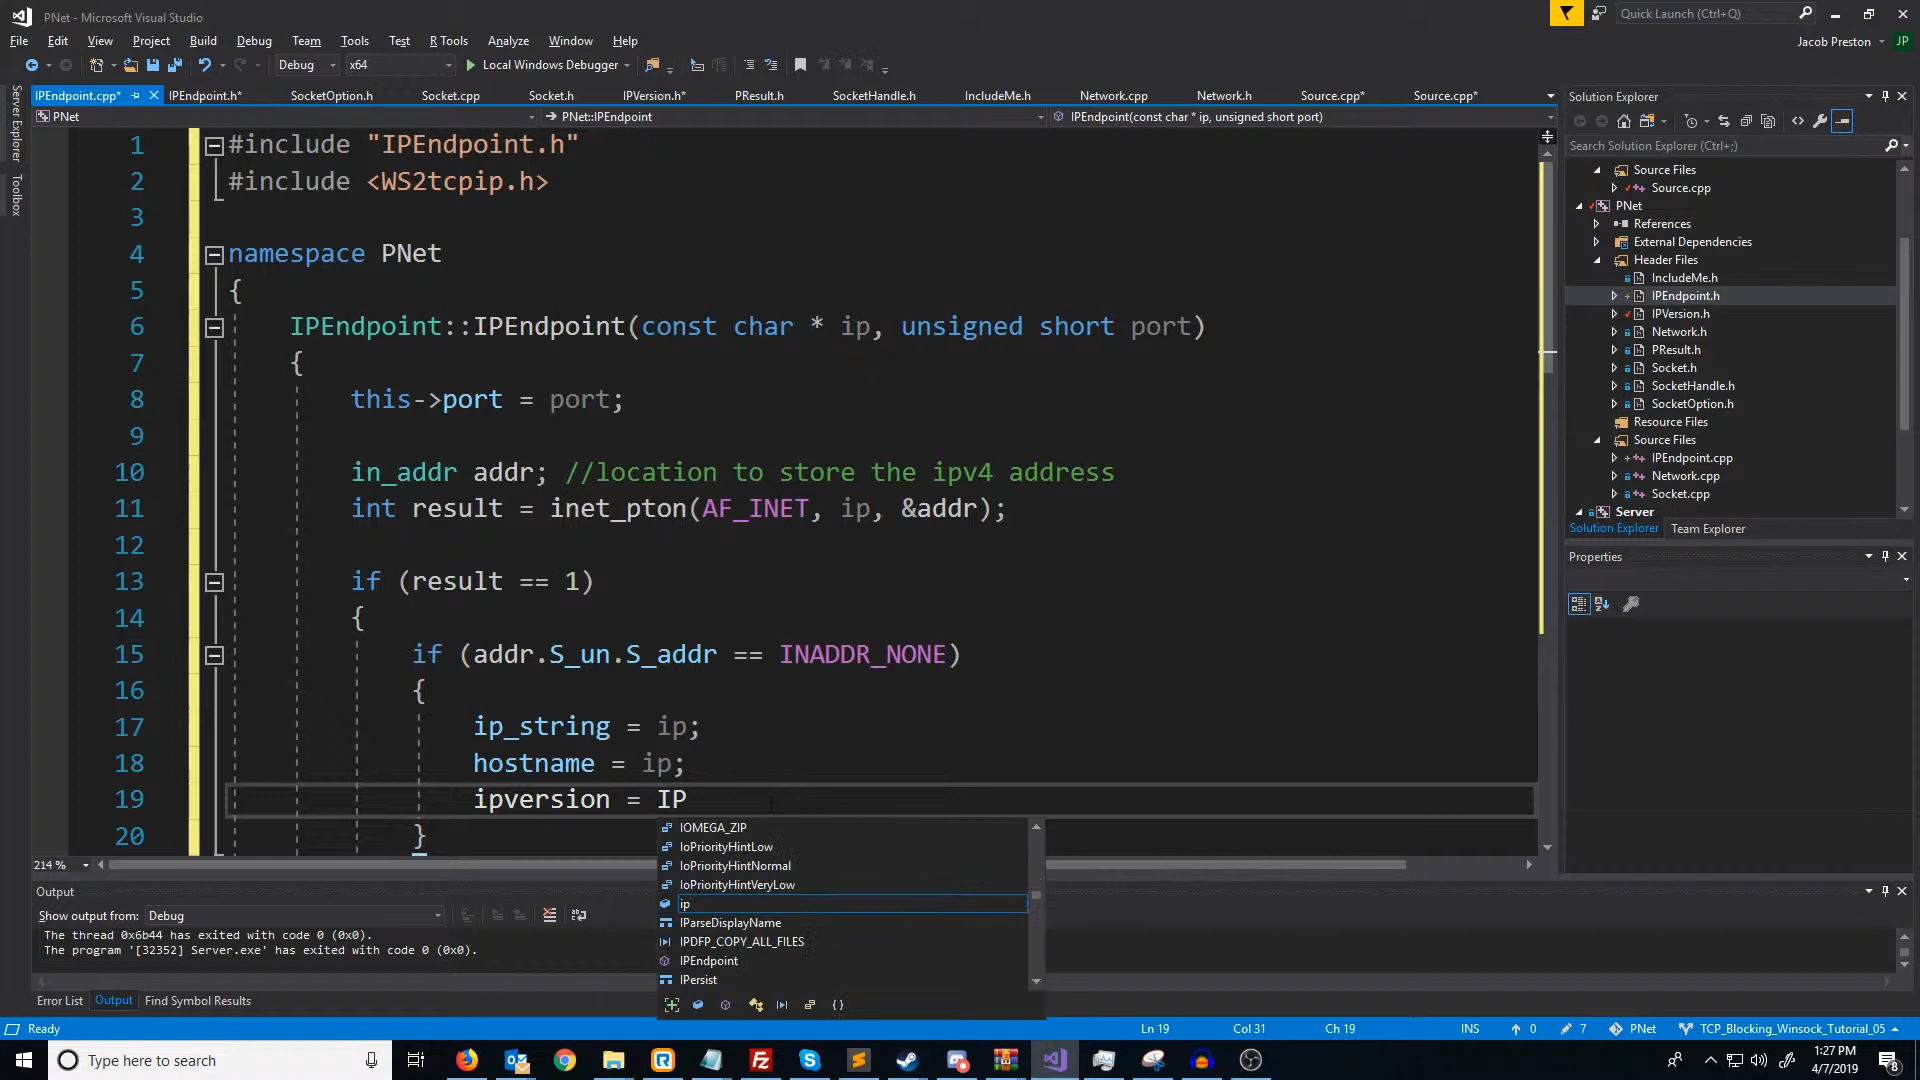 PNet - Microsoft Visual Studio
Quick Launch (Ctrl+Q)
File Edit View Project Build Debug Team Tools Test R Tools Analyze Window Help
Jacob Preston JP
Debug x64 Local Windows Debugger
IPEndpoint.cpp* IPEndpoint.h* SocketOption.h Socket.cpp Socket.h IPVersion.h* PResult.h SocketHandle.h IncludeMe.h Network.cpp Network.h Source.cpp* Source.cpp*
PNet PNet::IPEndpoint IPEndpoint(const char * ip, unsigned short port)
Server Explorer
Toolbox
1 #include "IPEndpoint.h"
2 #include <WS2tcpip.h>
3
4 namespace PNet
5 {
6 IPEndpoint::IPEndpoint(const char * ip, unsigned short port)
7 {
8 this->port = port;
9
10 in_addr addr; //location to store the ipv4 address
11 int result = inet_pton(AF_INET, ip, &addr);
12
13 if (result == 1)
14 {
15 if (addr.S_un.S_addr == INADDR_NONE)
16 {
17 ip_string = ip;
18 hostname = ip;
19 ipversion = IP
20 }
IOMEGA_ZIP
IoPriorityHintLow
IoPriorityHintNormal
IoPriorityHintVeryLow
ip
IParseDisplayName
IPDFP_COPY_ALL_FILES
IPEndpoint
IPersist
214 %
Output
Show output from: Debug
The thread 0x6b44 has exited with code 0 (0x0).
The program '[32352] Server.exe' has exited with code 0 (0x0).
Error List Output Find Symbol Results
Solution Explorer
Search Solution Explorer (Ctrl+;)
Source Files
Source.cpp
PNet
References
External Dependencies
Header Files
IncludeMe.h
IPEndpoint.h
IPVersion.h
Network.h
PResult.h
Socket.h
SocketHandle.h
SocketOption.h
Resource Files
Source Files
IPEndpoint.cpp
Network.cpp
Socket.cpp
Server
Solution Explorer Team Explorer
Properties
Ready Ln 19 Col 31 Ch 19 INS 0 7 PNet TCP_Blocking_Winsock_Tutorial_05
Type here to search
1:27 PM
4/7/2019
8